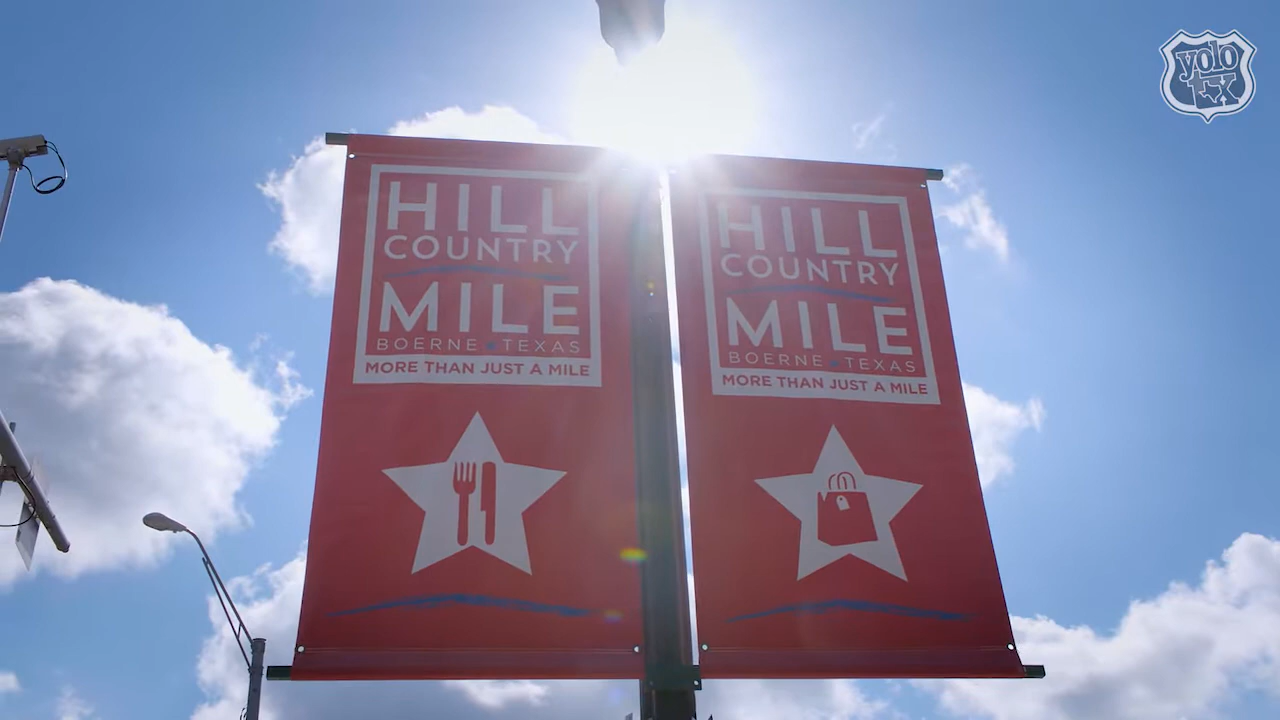 yolo
TX
HILL
COUNTRY
MILE
BOERNE • TEXAS
MORE THAN JUST A MILE
HILL
COUNTRY
MILE
BOERNE • TEXAS
MORE THAN JUST A MILE